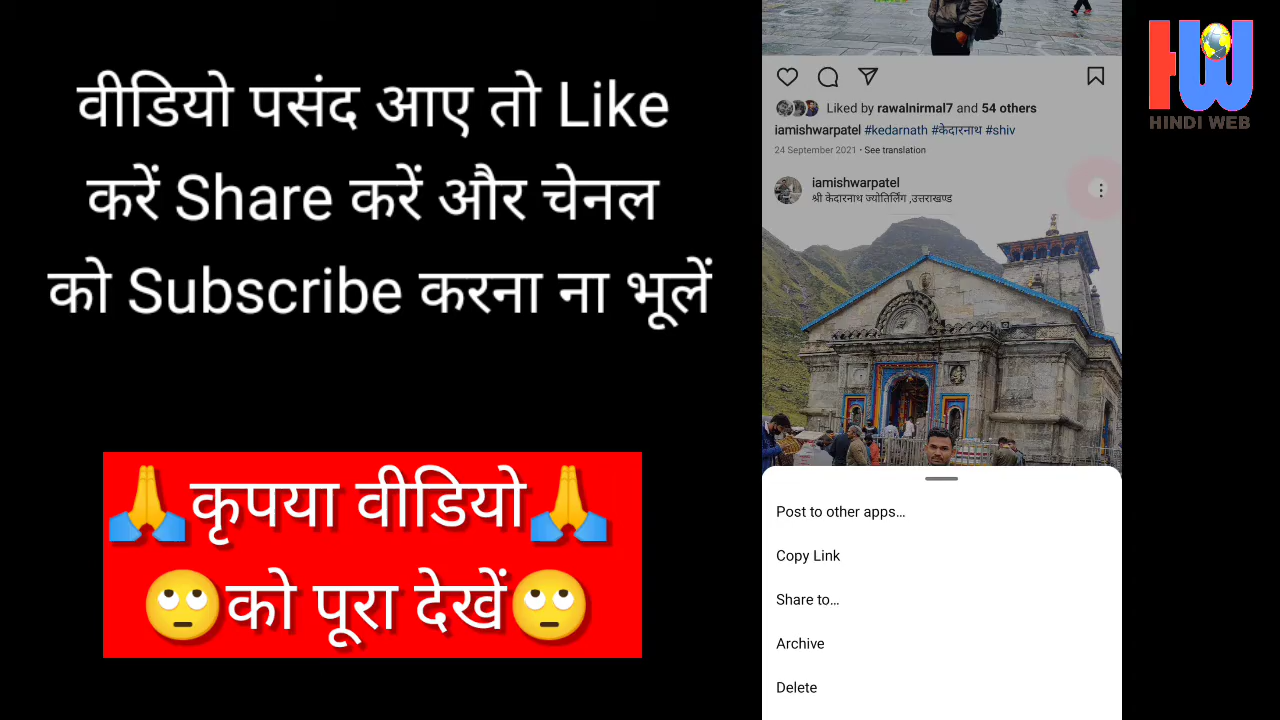 वीडियो पसंद आए तो Like
करें Share करें और चेनल
को Subscribe करना ना भूलें
🙏कृपया वीडियो🙏
🙄को पूरा देखें🙄
Liked by rawalnirmal7 and 54 others
iamishwarpatel #kedarnath #केदारनाथ #shiv
24 September 2021 • See translation
iamishwarpatel
श्री केदारनाथ ज्योतिर्लिंग ,उत्तराखण्ड
Post to other apps…
Copy Link
Share to…
Archive
Delete
HW
HINDI WEB